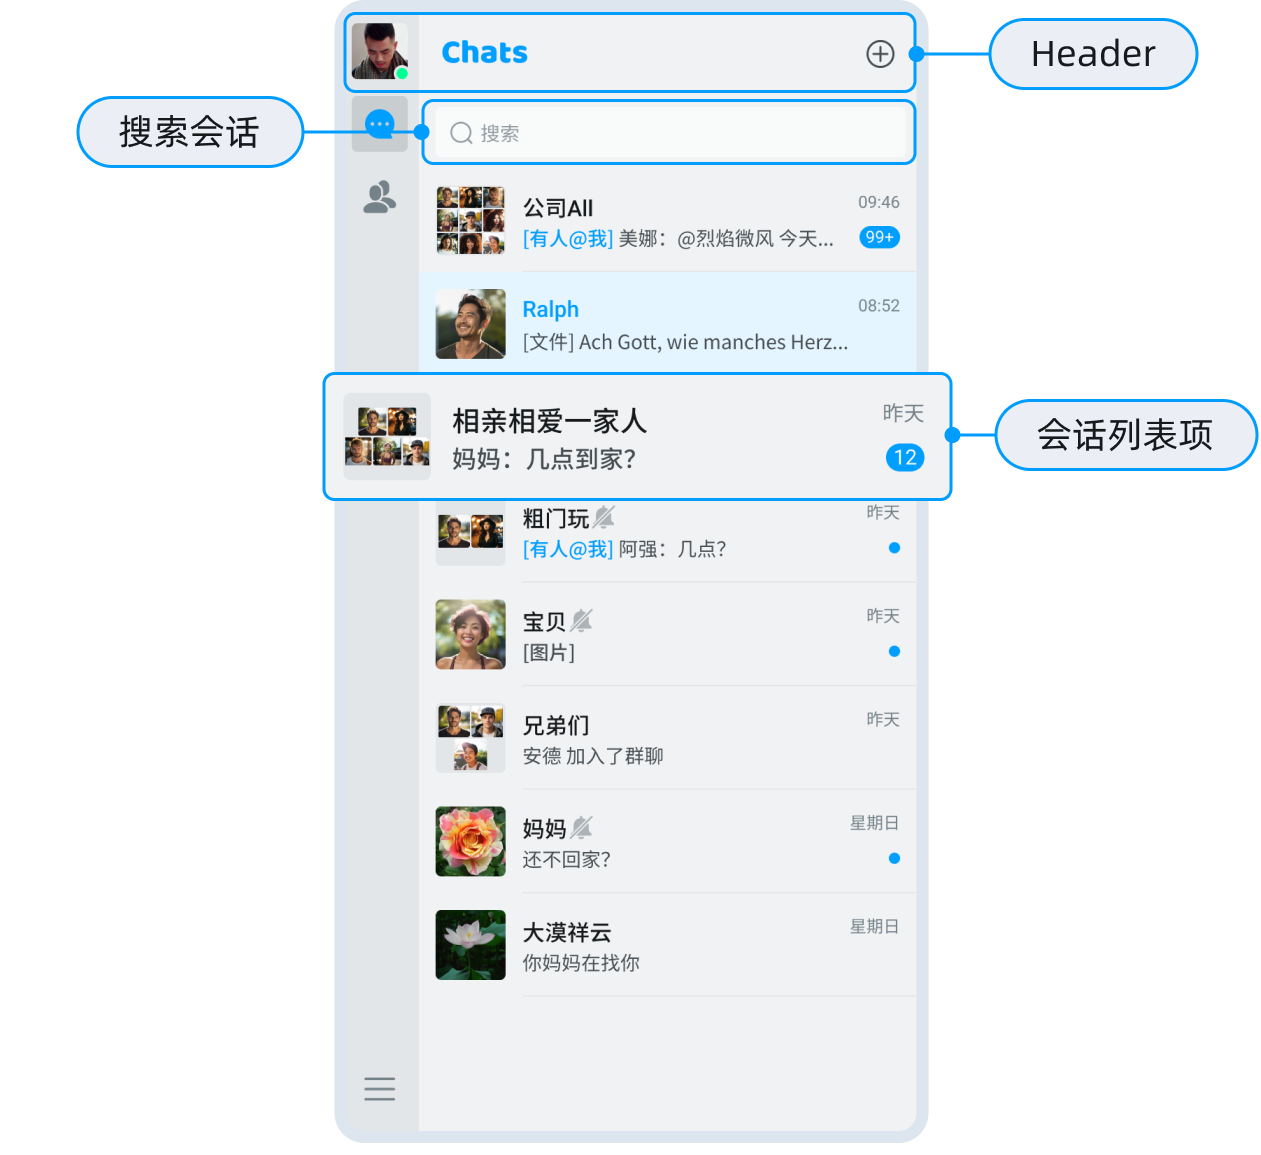 Chats
Header
搜索会话
搜索
公司All
09:46
[有人@我] 美娜：@烈焰微风 今天...
99+
Ralph
08:52
[文件] Ach Gott, wie manches Herz...
相亲相爱一家人
昨天
妈妈：几点到家？
12
会话列表项
粗门玩
昨天
[有人@我] 阿强：几点？
宝贝
昨天
[图片]
兄弟们
昨天
安德 加入了群聊
妈妈
星期日
还不回家？
大漠祥云
星期日
你妈妈在找你